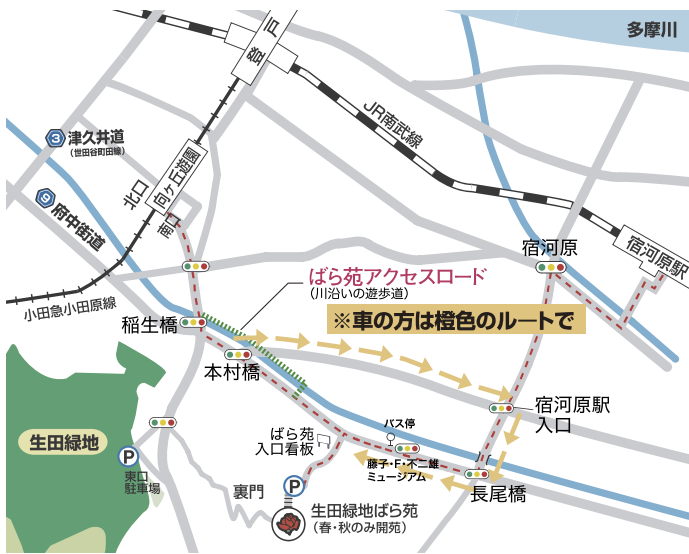 多摩川
登戸
JR南武線
③ 津久井道
(世田谷町田線)
向ヶ丘遊園
北口
南口
⑨ 府中街道
宿河原
宿河原駅
小田急小田原線
ばら苑アクセスロード
(川沿いの遊歩道)
※車の方は橙色のルートで
稲生橋
本村橋
宿河原駅
入口
バス停
ばら苑
入口看板
藤子・F・不二雄
ミュージアム
生田緑地
P
東口
駐車場
裏門
P
長尾橋
生田緑地ばら苑
(春・秋のみ開苑)